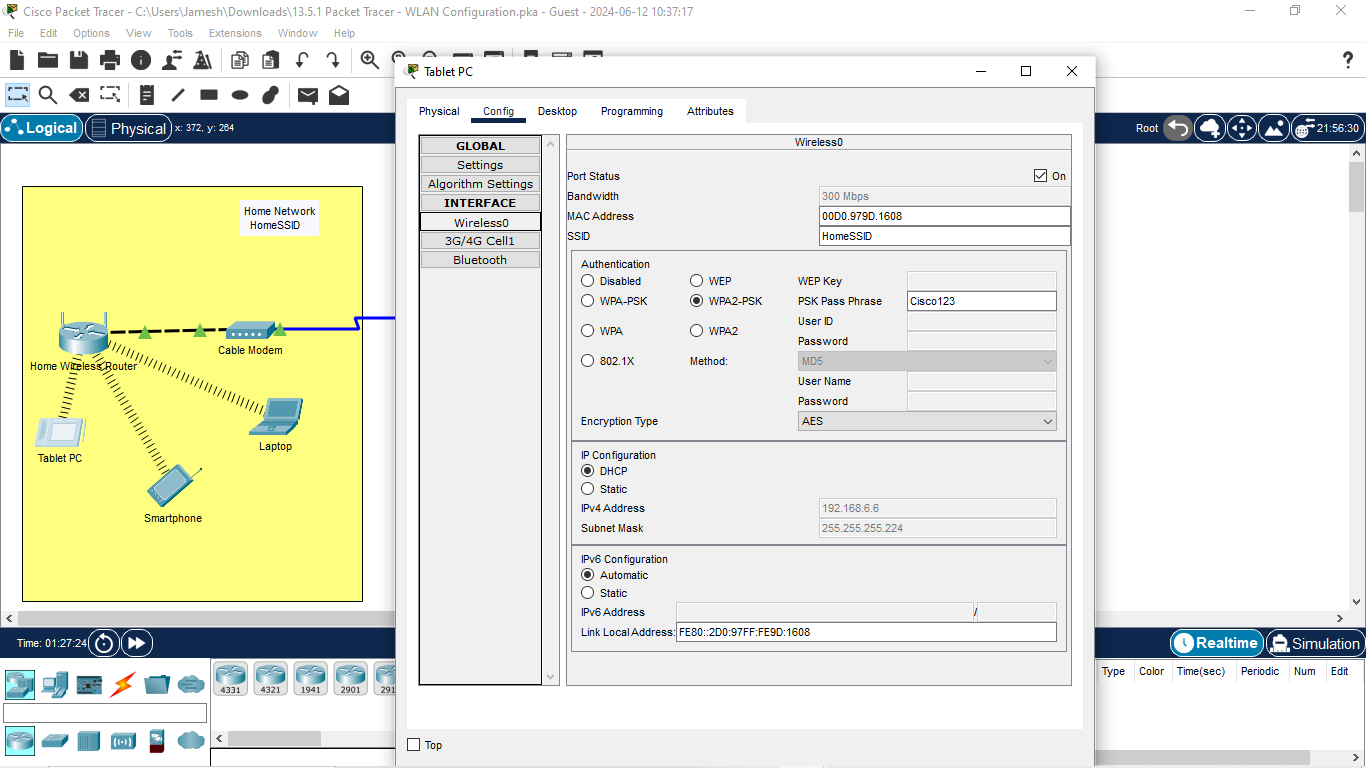 Cisco Packet Tracer - C:\Users\Jamesh\Downloads\13.5.1 Packet Tracer - WLAN Configuration.pka - Guest - 2024-06-12 10:37:17
File Edit Options View Tools Extensions Window Help
Tablet PC
Physical Config Desktop Programming Attributes
Logical Physical x: 372, y: 264
Root 21:56:30
GLOBAL
Settings
Algorithm Settings
INTERFACE
Wireless0
3G/4G Cell1
Bluetooth
Wireless0
Port Status On
Bandwidth 300 Mbps
MAC Address 00D0.979D.1608
SSID HomeSSID
Authentication
Disabled WEP WEP Key
WPA-PSK WPA2-PSK PSK Pass Phrase Cisco123
User ID
WPA WPA2
Password
802.1X Method: MD5
User Name
Password
Encryption Type AES
IP Configuration
DHCP
Static
IPv4 Address 192.168.6.6
Subnet Mask 255.255.255.224
IPv6 Configuration
Automatic
Static
IPv6 Address /
Link Local Address: FE80::2D0:97FF:FE9D:1608
Top
Home Network
HomeSSID
Cable Modem
Home Wireless Router
Laptop
Tablet PC
Smartphone
Time: 01:27:24
Realtime Simulation
4331 4321 1941 2901 291
Type Color Time(sec) Periodic Num Edit